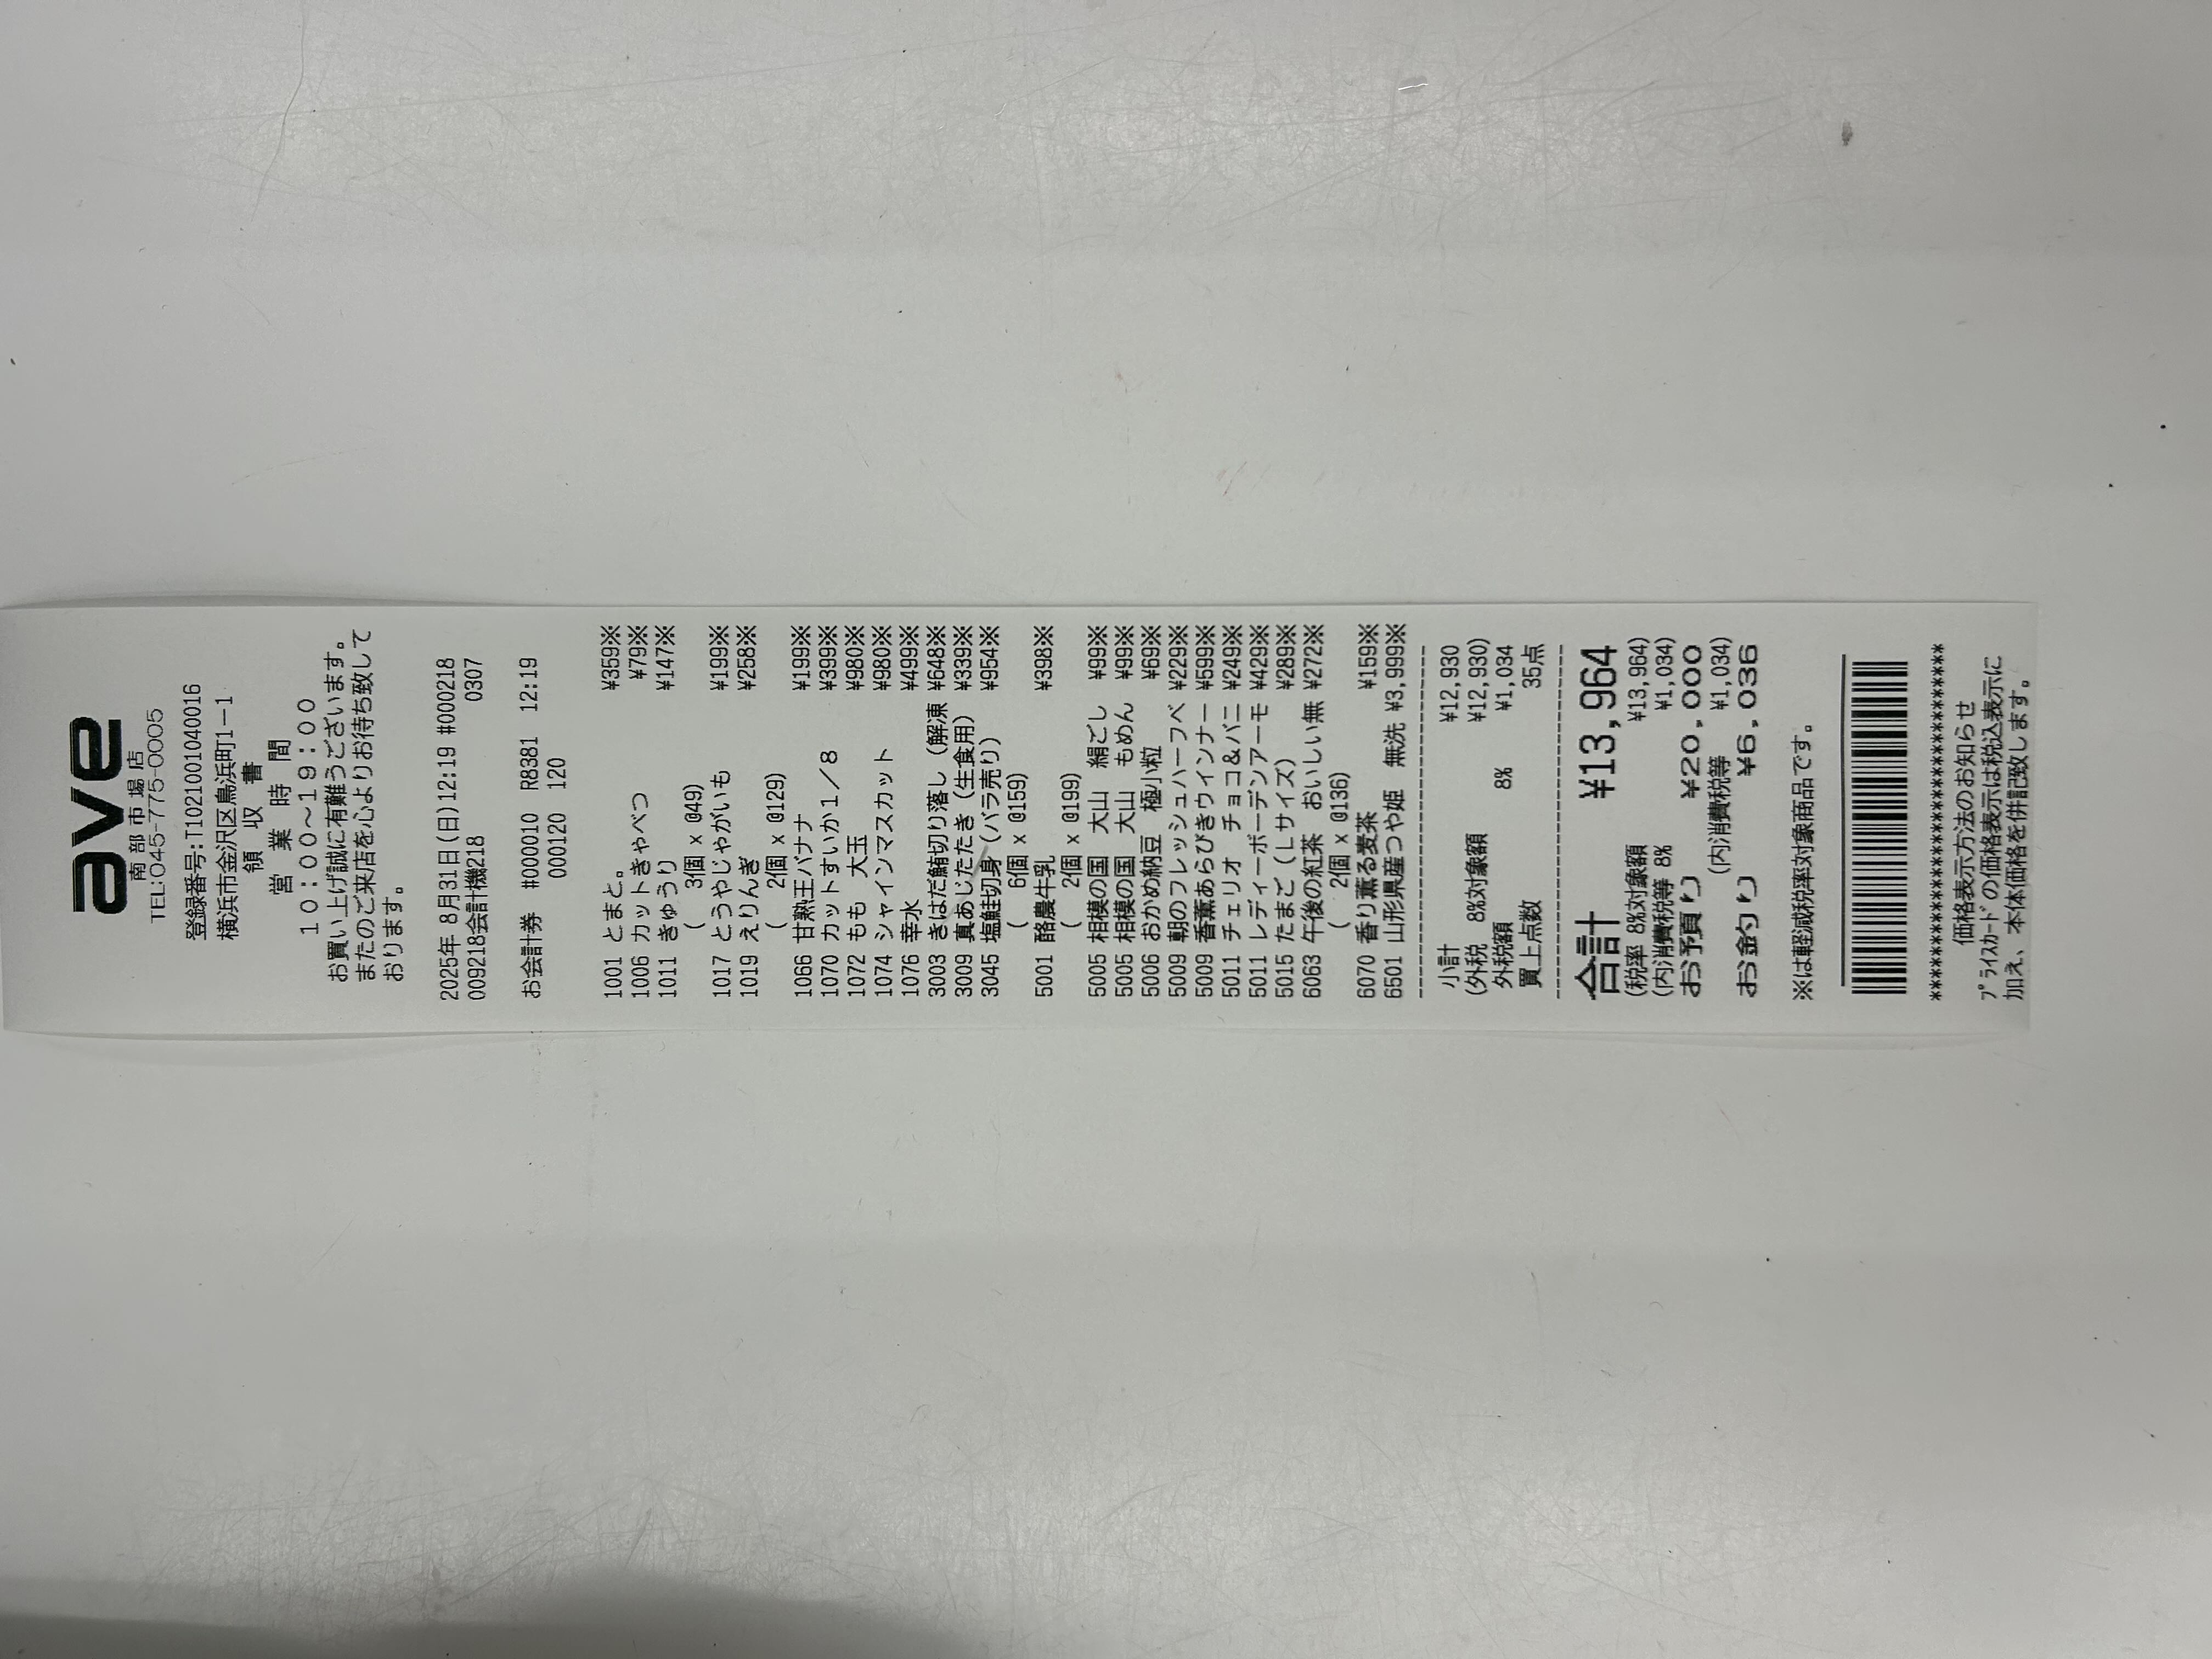 ave
南部市場店
TEL:045-775-0005
登録番号:T1021001040016
横浜市金沢区鳥浜町1ー1
領 収 書
営 業 時 間
10:00～19:00
お買い上げ誠に有難うございます。
またのご来店を心よりお待ち致して
おります。
2025年 8月31日(日)12:19 #000218
009218会計機218 0307
お会計券 #000010 R8381 12:19
000120 120
1001 とまと。 ¥359※
1006 カットきゃべつ ¥79※
1011 きゅうり ¥147※
( 3個 x @49)
1017 とうやじゃがいも ¥199※
1019 えりんぎ ¥258※
( 2個 x @129)
1066 甘熟王バナナ ¥199※
1070 カットすいか1／8 ¥399※
1072 もも 大玉 ¥980※
1074 シャインマスカット ¥980※
1076 幸水 ¥499※
3003 きはだ鮪切り落し（解凍 ¥648※
3009 真あじたたき（生食用） ¥339※
3045 塩鮭切身（バラ売り） ¥954※
( 6個 x @159)
5001 酪農牛乳 ¥398※
( 2個 x @199)
5005 相模の国 大山 絹ごし ¥99※
5005 相模の国 大山 もめん ¥99※
5006 おかめ納豆 極小粒 ¥69※
5009 朝のフレッシュハーフベ ¥229※
5009 香薫あらびきウィンナー ¥599※
5011 チェリオ チョコ＆バニ ¥249※
5011 レディーボーデンアーモ ¥429※
5015 たまご（Ｌサイズ） ¥289※
6063 午後の紅茶 おいしい無 ¥272※
( 2個 x @136)
6070 香り薫る麦茶 ¥159※
6501 山形県産つや姫 無洗 ¥3,999※
小計 ¥12,930
(外税 8%対象額 ¥12,930)
外税額 8% ¥1,034
買上点数 35点
合計 ¥13,964
(税率 8%対象額 ¥13,964)
(内消費税等 8% ¥1,034)
お預り ¥20,000
(内消費税等 ¥1,034)
お釣り ¥6,036
※は軽減税率対象商品です。
**********************************
価格表示方法のお知らせ
ﾌﾟﾗｲｽｶｰﾄﾞの価格表示は税込表示に
加え、本体価格を併記致します。